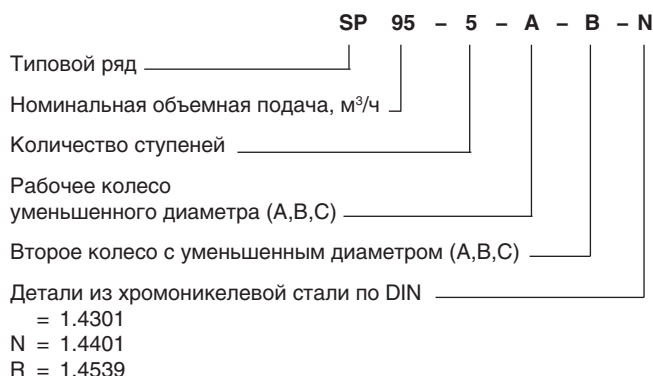 SP 95 – 5 – A – B – N
Типовой ряд
Номинальная объемная подача, м³/ч
Количество ступеней
Рабочее колесо
уменьшенного диаметра (А,В,С)
Второе колесо с уменьшенным диаметром (А,В,С)
Детали из хромоникелевой стали по DIN
= 1.4301
N = 1.4401
R = 1.4539